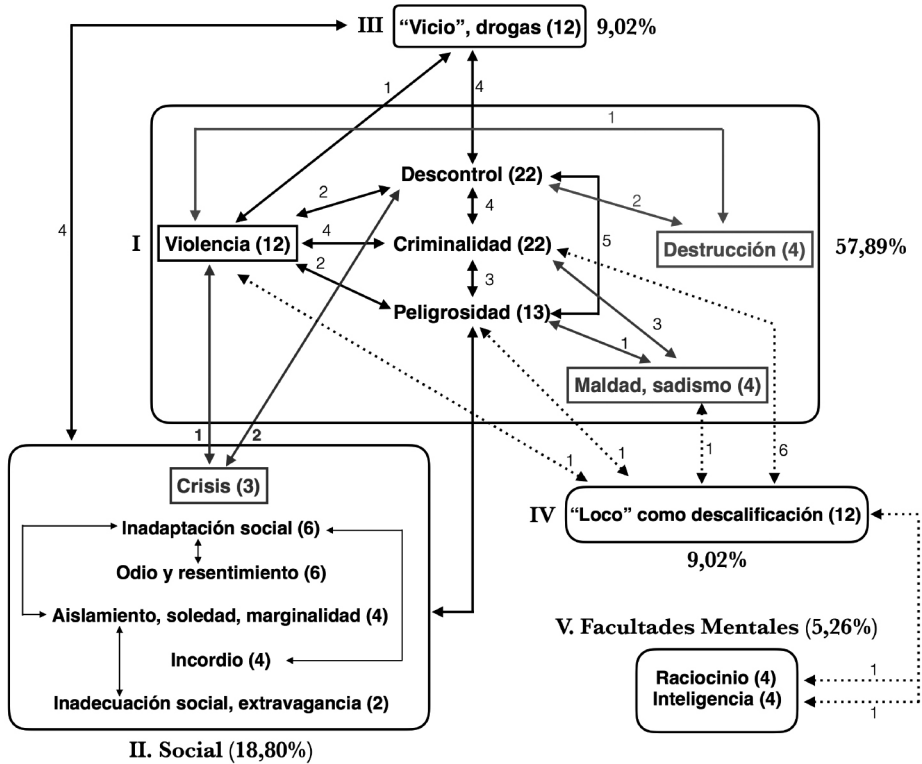 III “Vicio”, drogas (12) 9,02%
1
4
1
Descontrol (22)
2
4
2
4
I
Violencia (12)
4
Criminalidad (22)
5
Destrucción (4)
57,89%
2
3
Peligrosidad (13)
3
1
Maldad, sadismo (4)
1
2
1
1
1
6
Crisis (3)
IV “Loco” como descalificación (12)
9,02%
Inadaptación social (6)
Odio y resentimiento (6)
Aislamiento, soledad, marginalidad (4)
Incordio (4)
Inadecuación social, extravagancia (2)
II. Social (18,80%)
V. Facultades Mentales (5,26%)
Raciocinio (4)
Inteligencia (4)
1
1